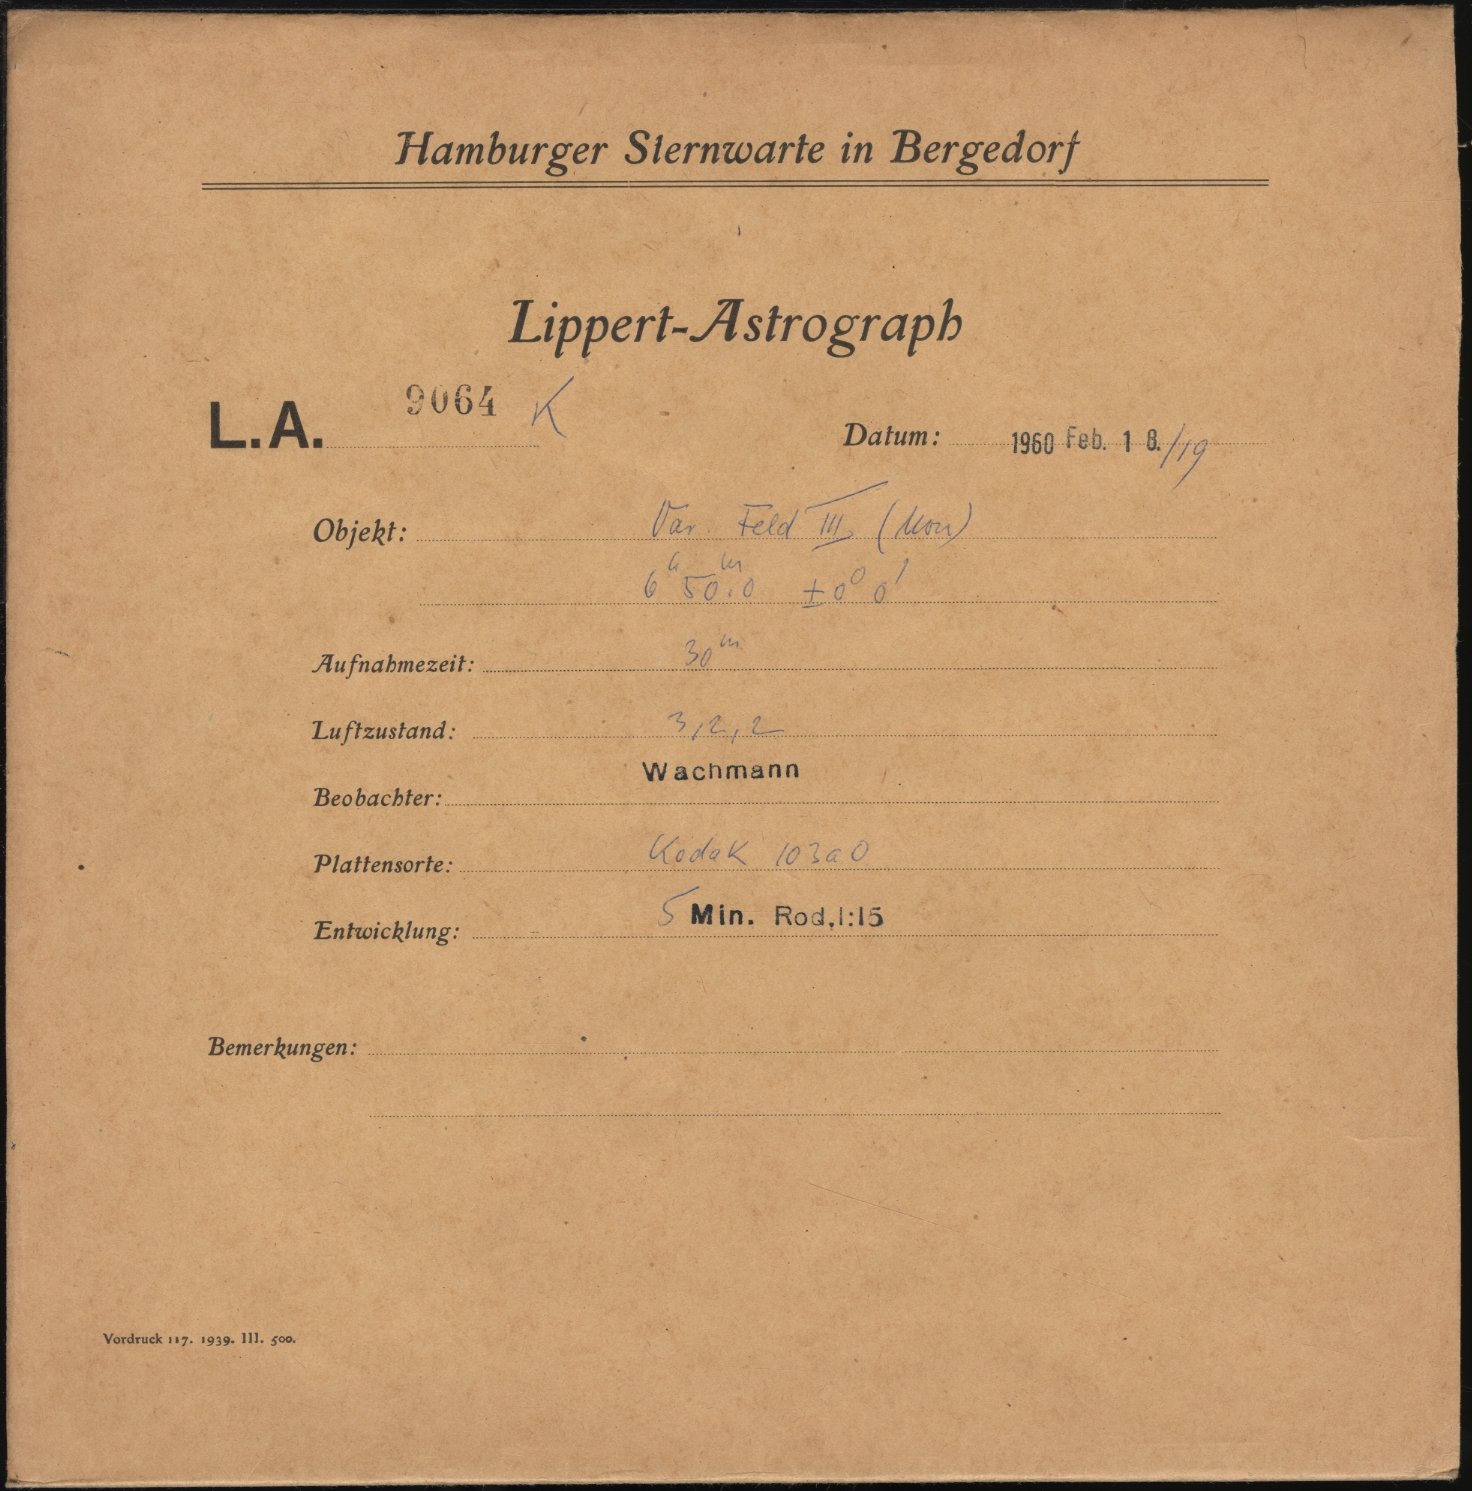 Hamburger Sternwarte in Bergedorf
Lippert-Astrograph
L.A. 9064 K
Datum: 1960 Feb. 18./19
Objekt: Var. Feld III (Mon)
6h 50m.0 ±0° 0'
Aufnahmezeit: 30m
Luftzustand: 3,2,2
Beobachter: Wachmann
Plattensorte: Kodak 103a0
Entwicklung: 5 Min. Rod.1:15
Bemerkungen:
Vordruck 117. 1939. III. 500.